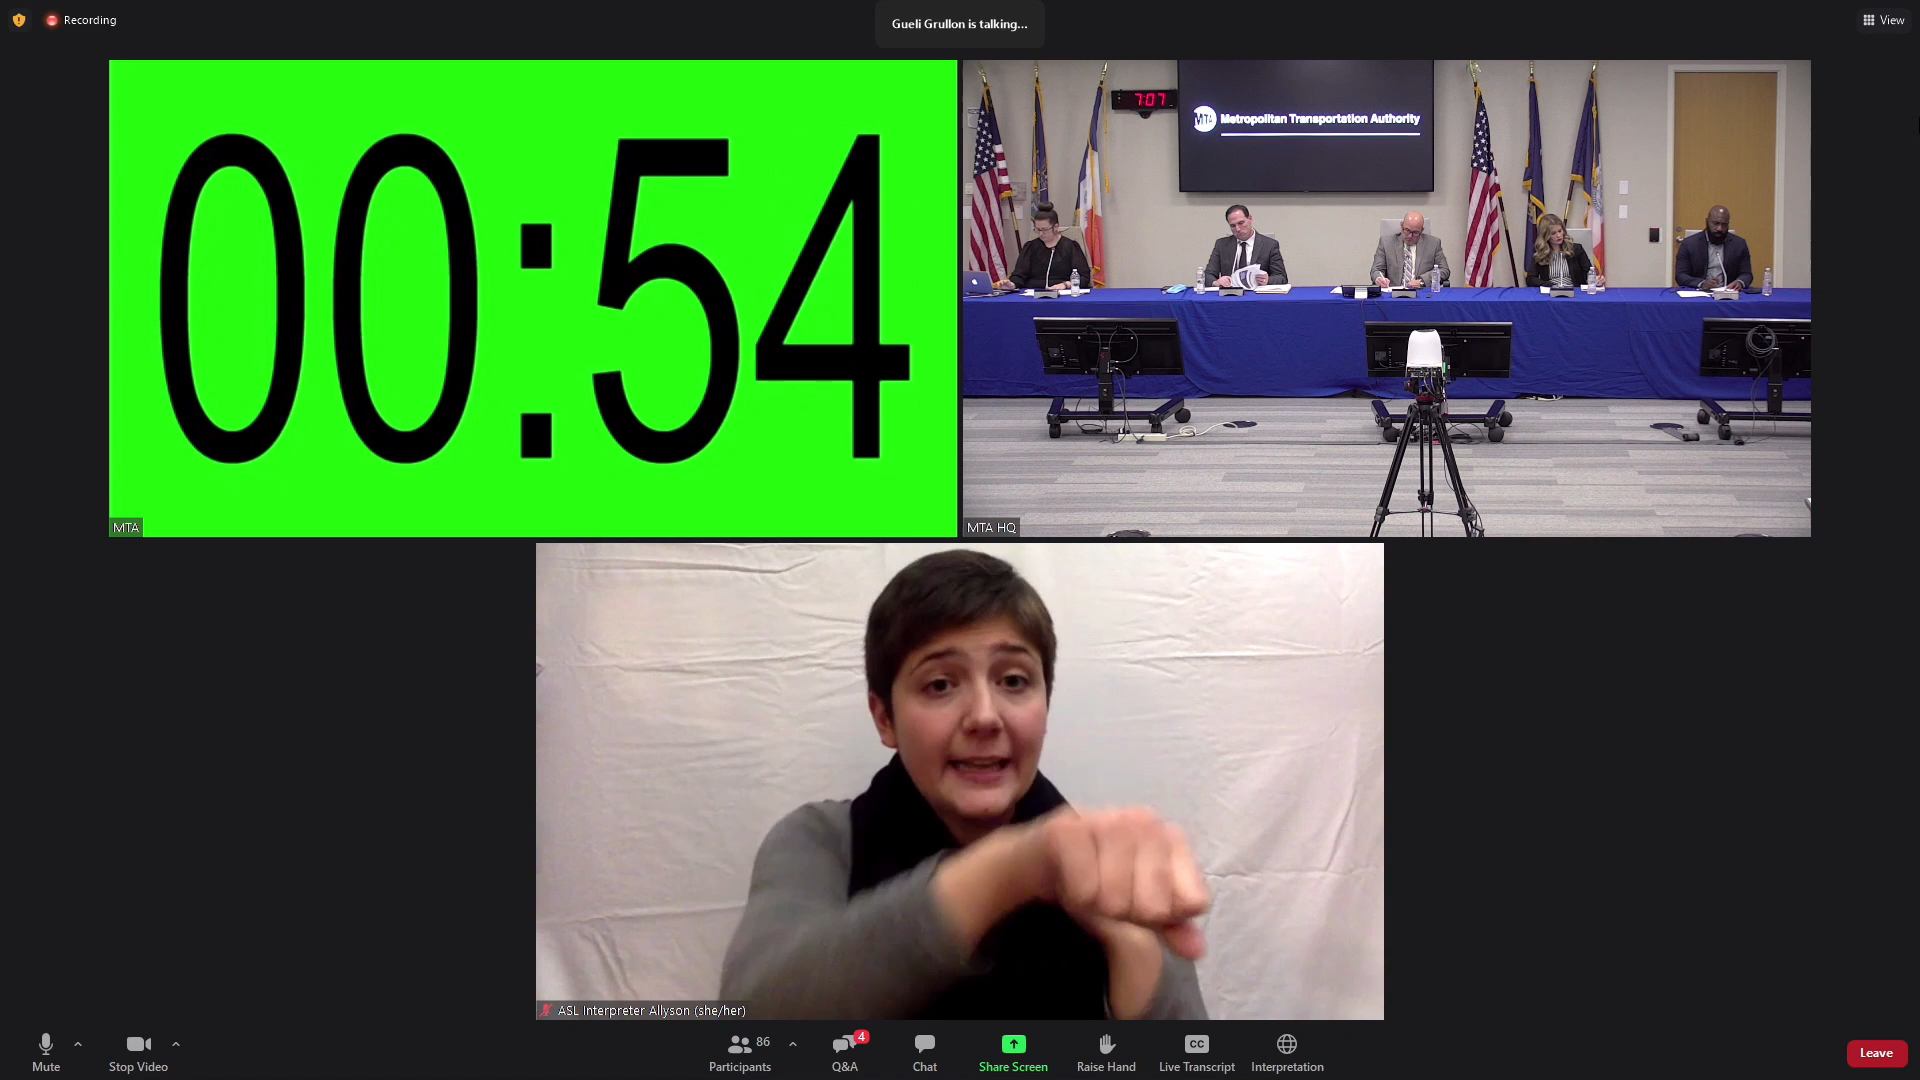 Recording
Gueli Grullon is talking...
View
00:54
7:07
MTA Metropolitan Transportation Authority
MTA
MTA HQ
ASL Interpreter Allyson (she/her)
86
4
CC
Mute
Stop Video
Participants
Q&A
Chat
Share Screen
Raise Hand
Live Transcript
Interpretation
Leave